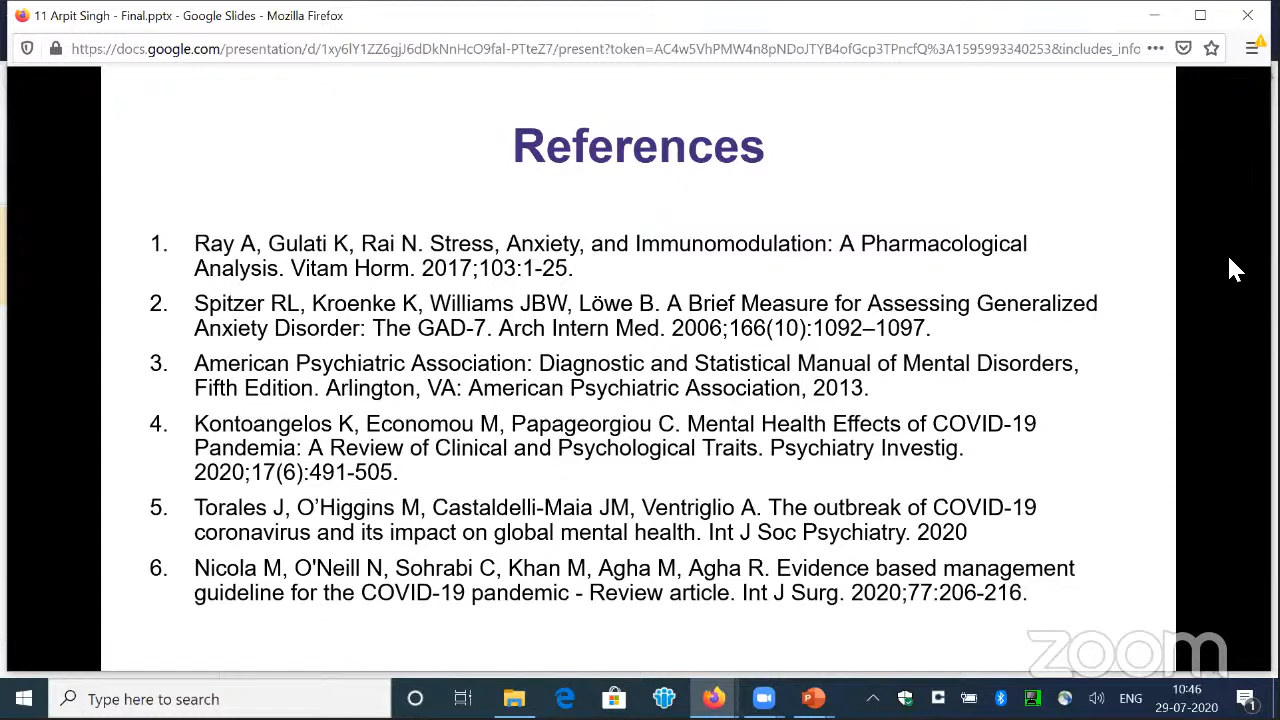 11 Arpit Singh - Final.pptx - Google Slides - Mozilla Firefox
https://docs.google.com/presentation/d/1xy6lY1ZZ6gjJ6dDkNnHcO9faI-PTteZ7/present?token=AC4w5VhPMW4n8pNDoJTYB4ofGcp3TPncfQ%3A1595993340253&includes_info
References
1. Ray A, Gulati K, Rai N. Stress, Anxiety, and Immunomodulation: A Pharmacological
Analysis. Vitam Horm. 2017;103:1-25.
2. Spitzer RL, Kroenke K, Williams JBW, Löwe B. A Brief Measure for Assessing Generalized
Anxiety Disorder: The GAD-7. Arch Intern Med. 2006;166(10):1092–1097.
3. American Psychiatric Association: Diagnostic and Statistical Manual of Mental Disorders,
Fifth Edition. Arlington, VA: American Psychiatric Association, 2013.
4. Kontoangelos K, Economou M, Papageorgiou C. Mental Health Effects of COVID-19
Pandemia: A Review of Clinical and Psychological Traits. Psychiatry Investig.
2020;17(6):491-505.
5. Torales J, O’Higgins M, Castaldelli-Maia JM, Ventriglio A. The outbreak of COVID-19
coronavirus and its impact on global mental health. Int J Soc Psychiatry. 2020
6. Nicola M, O'Neill N, Sohrabi C, Khan M, Agha M, Agha R. Evidence based management
guideline for the COVID-19 pandemic - Review article. Int J Surg. 2020;77:206-216.
zoom
Type here to search
ENG
10:46
29-07-2020
1